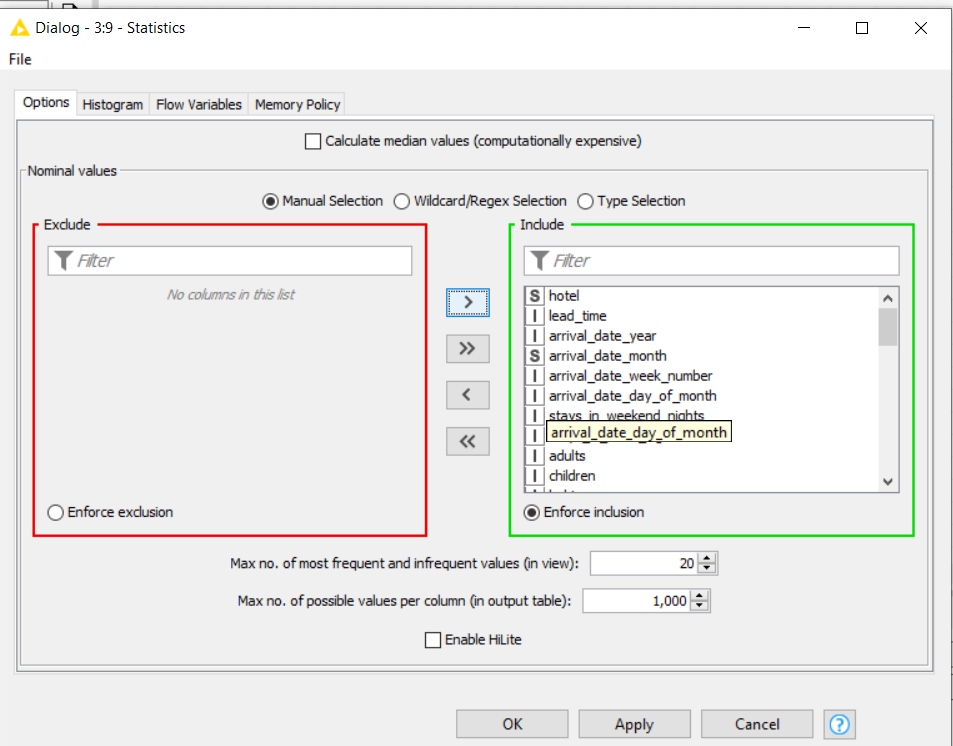 Dialog - 3:9 - Statistics
File
Options Histogram Flow Variables Memory Policy
Calculate median values (computationally expensive)
Nominal values
Manual Selection Wildcard/Regex Selection Type Selection
Exclude
Filter
No columns in this list
Enforce exclusion
>
>>
<
<<
Include
Filter
S hotel
I lead_time
I arrival_date_year
S arrival_date_month
I arrival_date_week_number
I arrival_date_day_of_month
I stays_in_weekend_nights
I
arrival_date_day_of_month
I adults
I children
Enforce inclusion
Max no. of most frequent and infrequent values (in view): 20
Max no. of possible values per column (in output table): 1,000
Enable HiLite
OK Apply Cancel ?